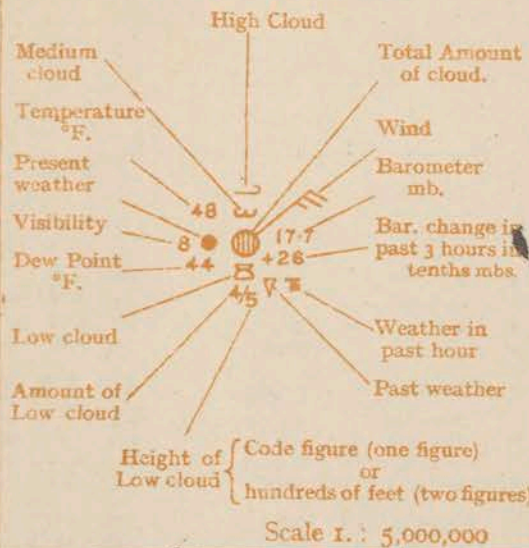 High Cloud
Medium
cloud
Total Amount
of cloud.
Temperature
°F.
Wind
Present
weather
Barometer
mb.
48
Visibility
8
17.7
Bar. change in
past 3 hours in
tenths mbs.
Dew Point
°F.
44
+26
4/5
Low cloud
Weather in
past hour
Amount of
Low cloud
Past weather
Height of
Low cloud
Code figure (one figure)
or
hundreds of feet (two figures)
Scale 1. : 5,000,000